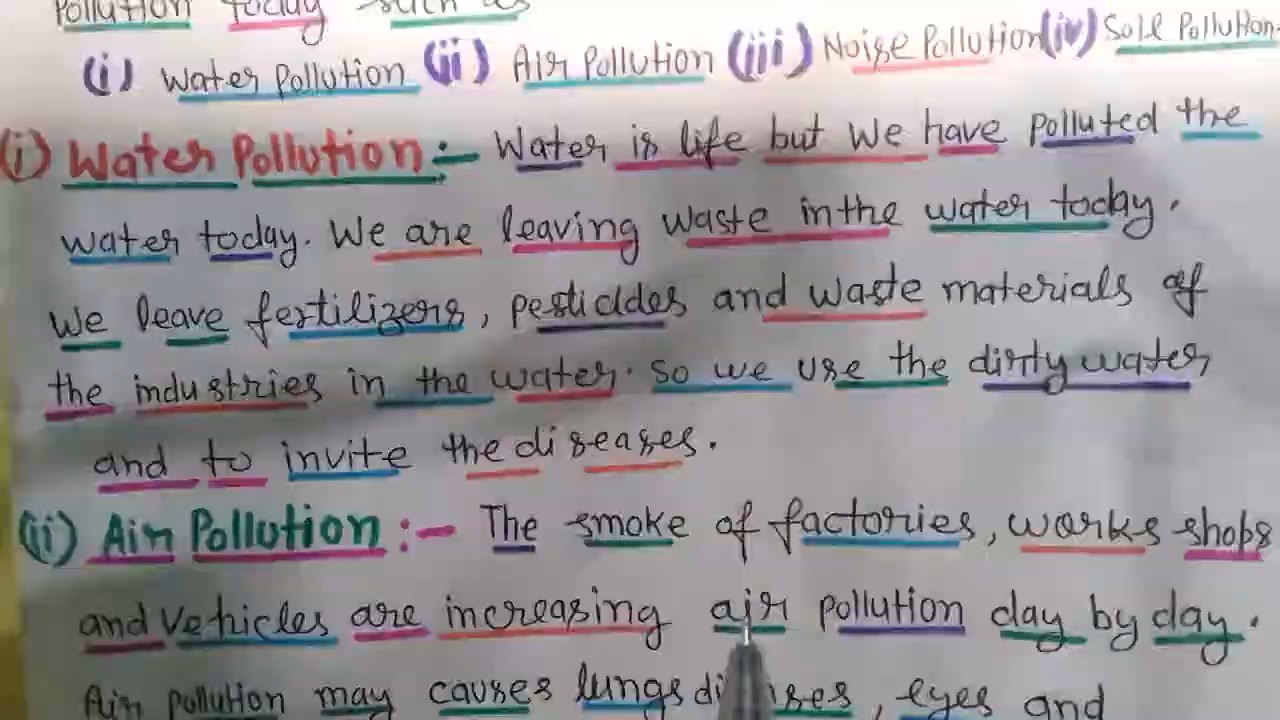 Pollution today such as
(i) Water Pollution (ii) Air Pollution (iii) Noise Pollution (iv) Soil Pollution.
(i) Water Pollution :- Water is life but we have polluted the
water today. We are leaving waste in the water today.
we leave fertilizers, pesticides and waste materials of
the industries in the water. So we use the dirty water
and to invite the diseases.
(ii) Air Pollution :- The smoke of factories, works shops
and vehicles are increasing air pollution day by day.
Air pollution may causes lungs , eyes and